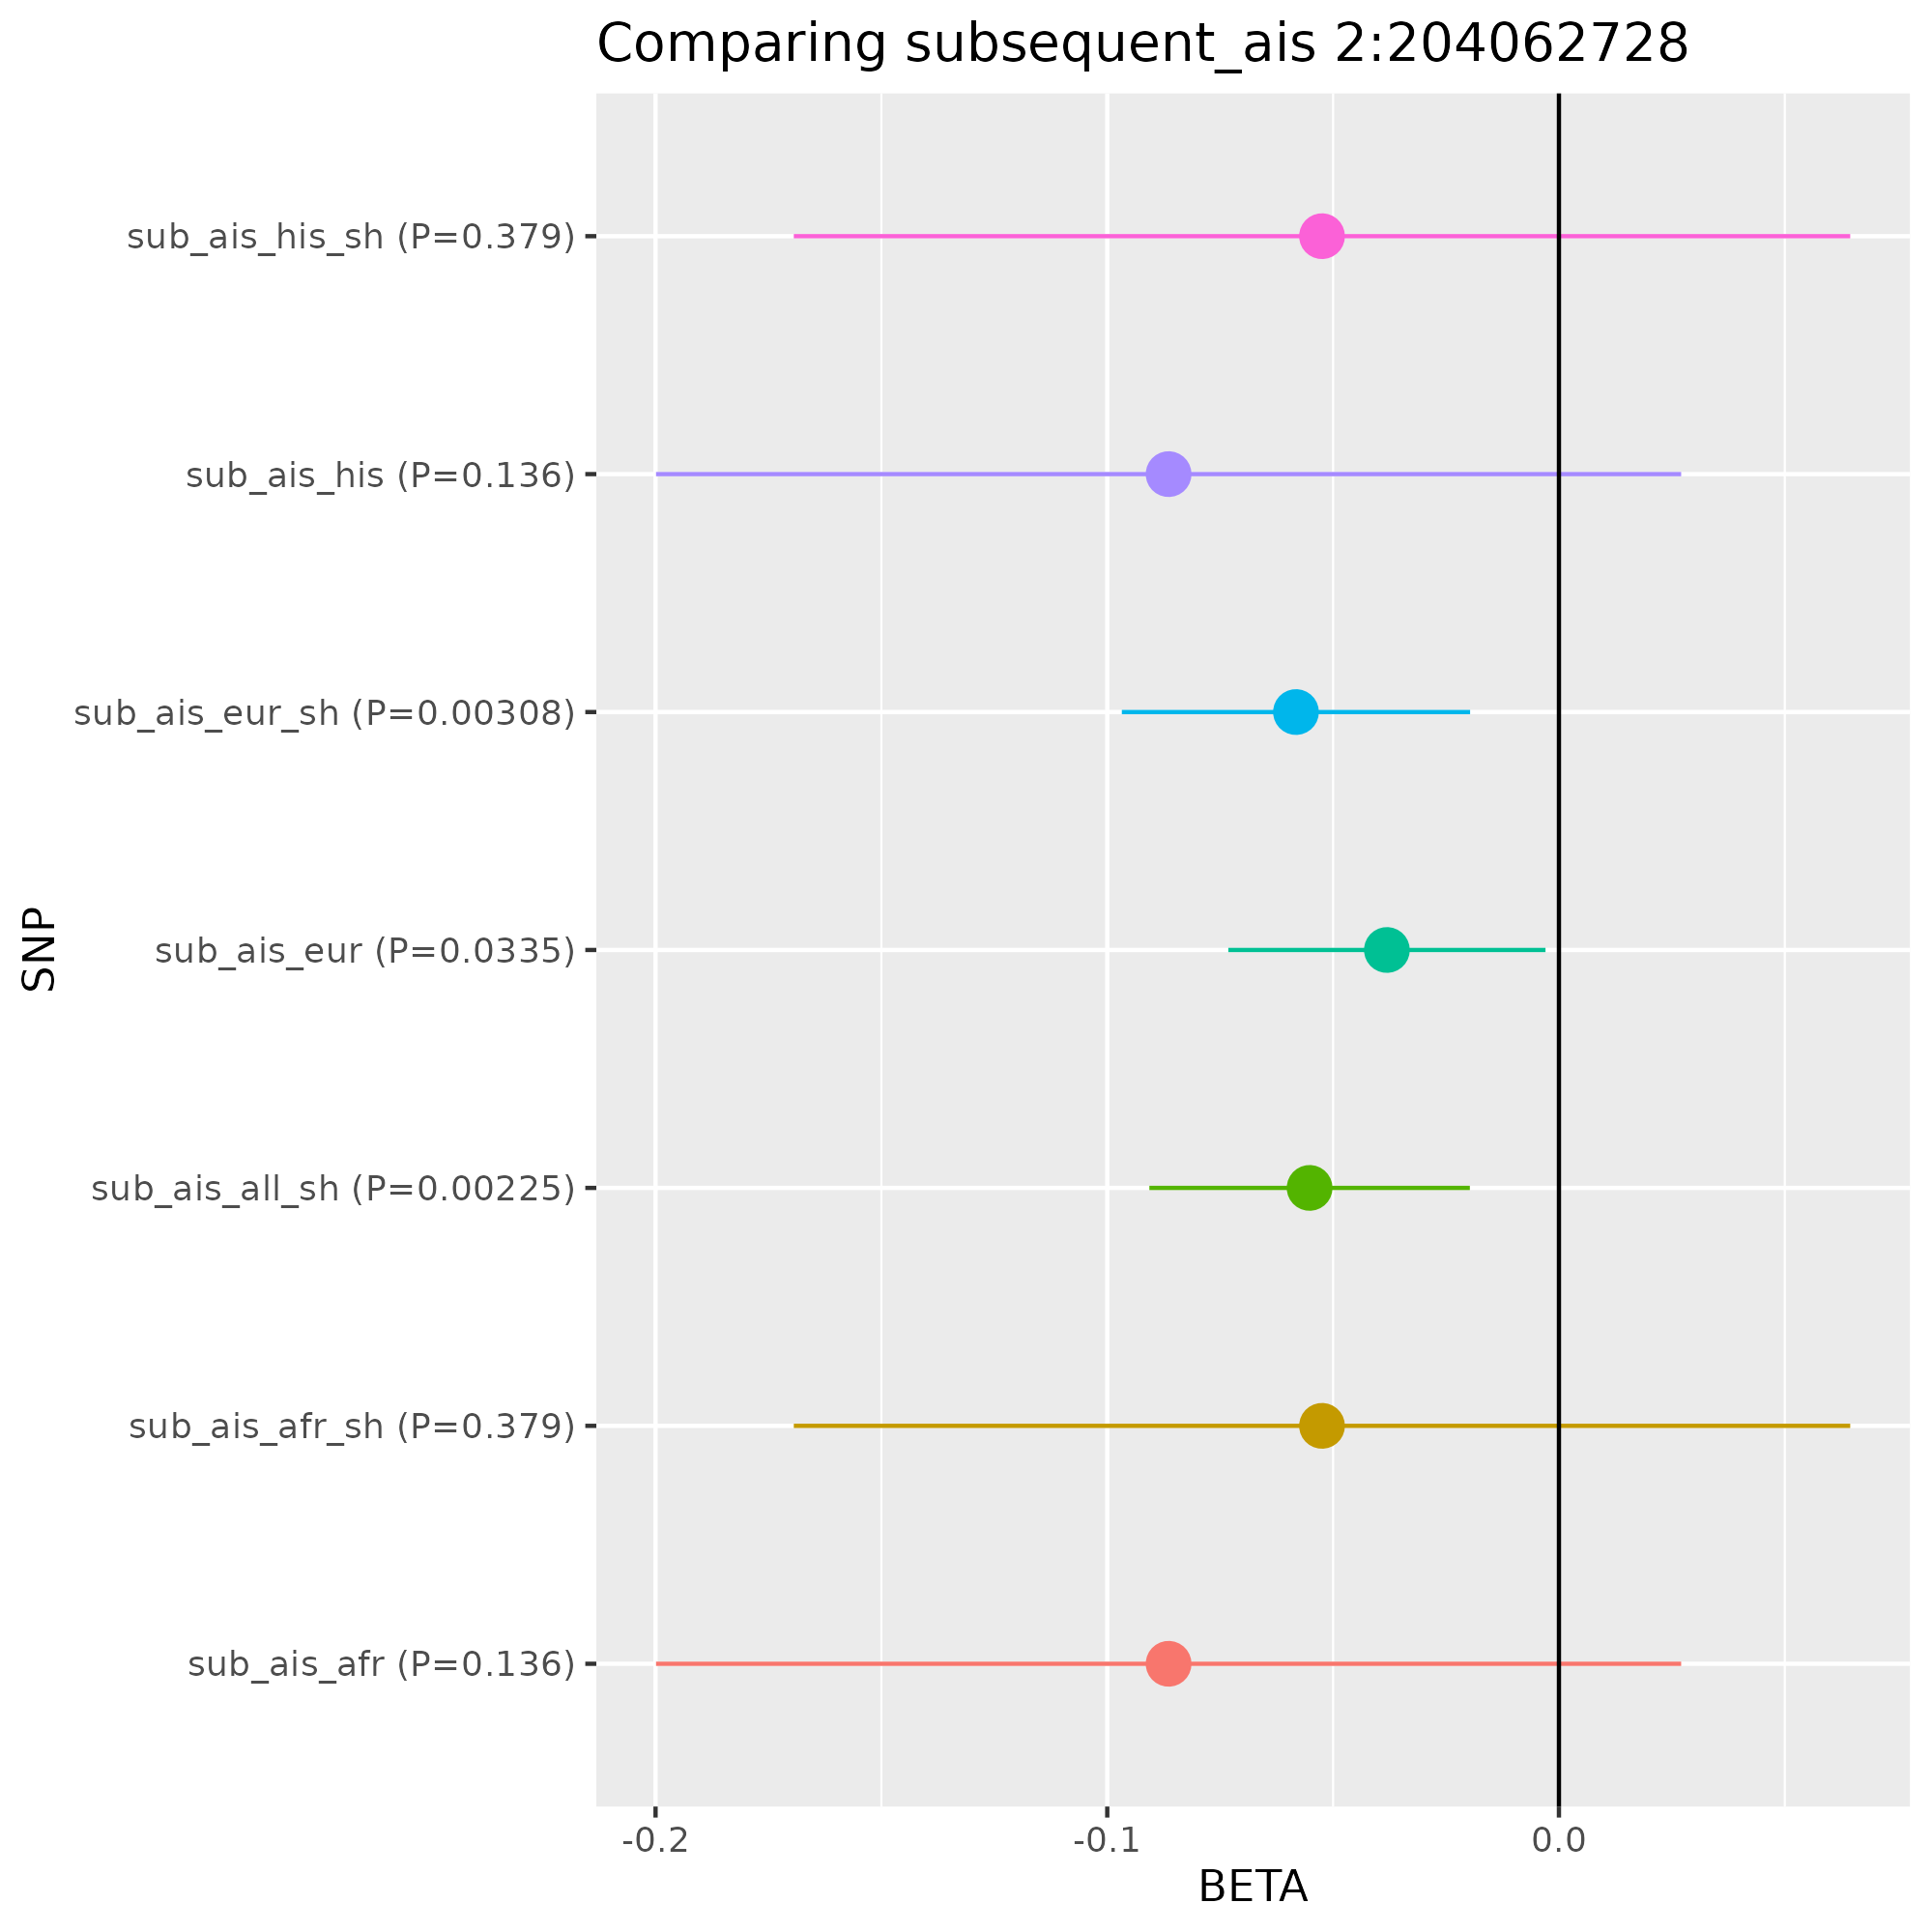 Comparing subsequent_ais 2:204062728
sub_ais_his_sh (P=0.379)
sub_ais_his (P=0.136)
sub_ais_eur_sh (P=0.00308)
sub_ais_eur (P=0.0335)
sub_ais_all_sh (P=0.00225)
sub_ais_afr_sh (P=0.379)
sub_ais_afr (P=0.136)
SNP
-0.2
-0.1
0.0
BETA